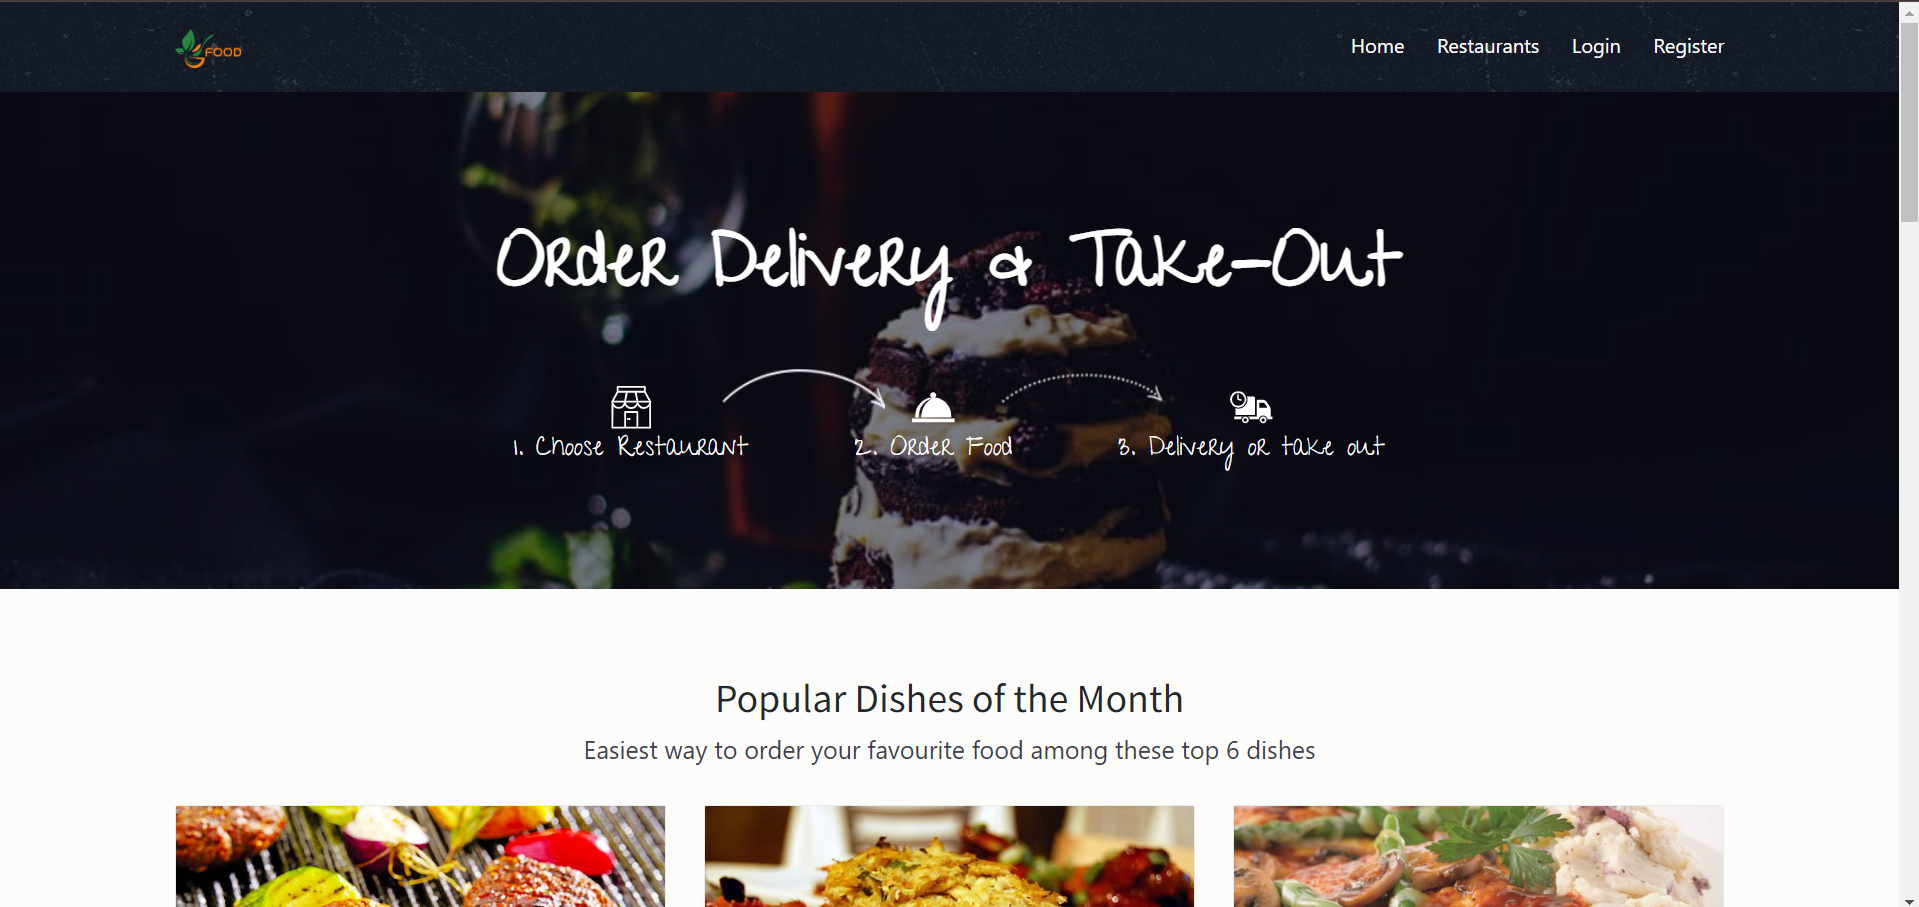 FOOD
Home Restaurants Login Register
Order Delivery & Take-Out
1. Choose Restaurant
2. Order Food
3. Delivery or take out
Popular Dishes of the Month
Easiest way to order your favourite food among these top 6 dishes